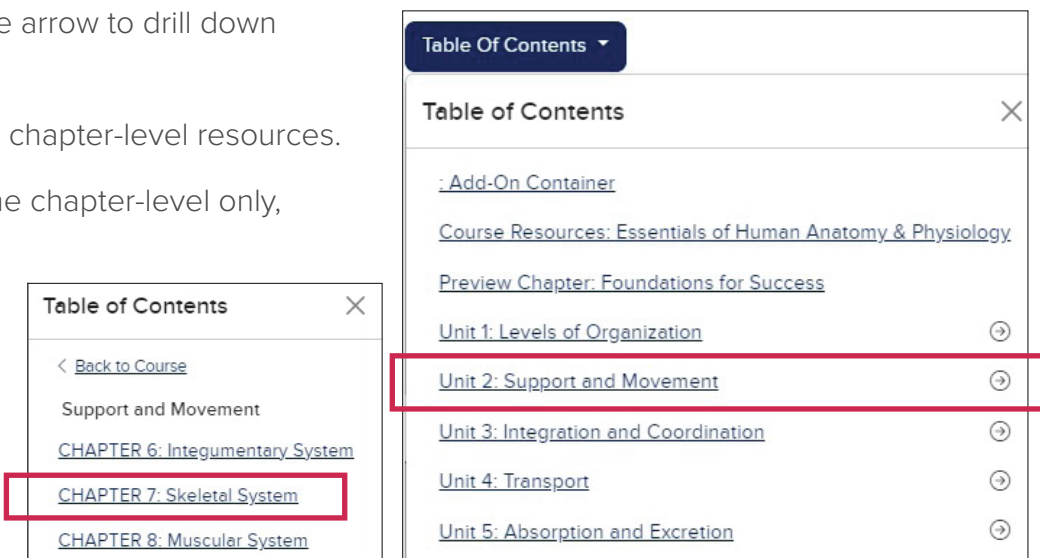 e arrow to drill down
chapter-level resources.
ne chapter-level only,
Table of Contents
< Back to Course
Support and Movement
CHAPTER 6: Integumentary System
CHAPTER 7: Skeletal System
CHAPTER 8: Muscular System
Table Of Contents
Table of Contents
: Add-On Container
Course Resources: Essentials of Human Anatomy & Physiology
Preview Chapter: Foundations for Success
Unit 1: Levels of Organization
Unit 2: Support and Movement
Unit 3: Integration and Coordination
Unit 4: Transport
Unit 5: Absorption and Excretion